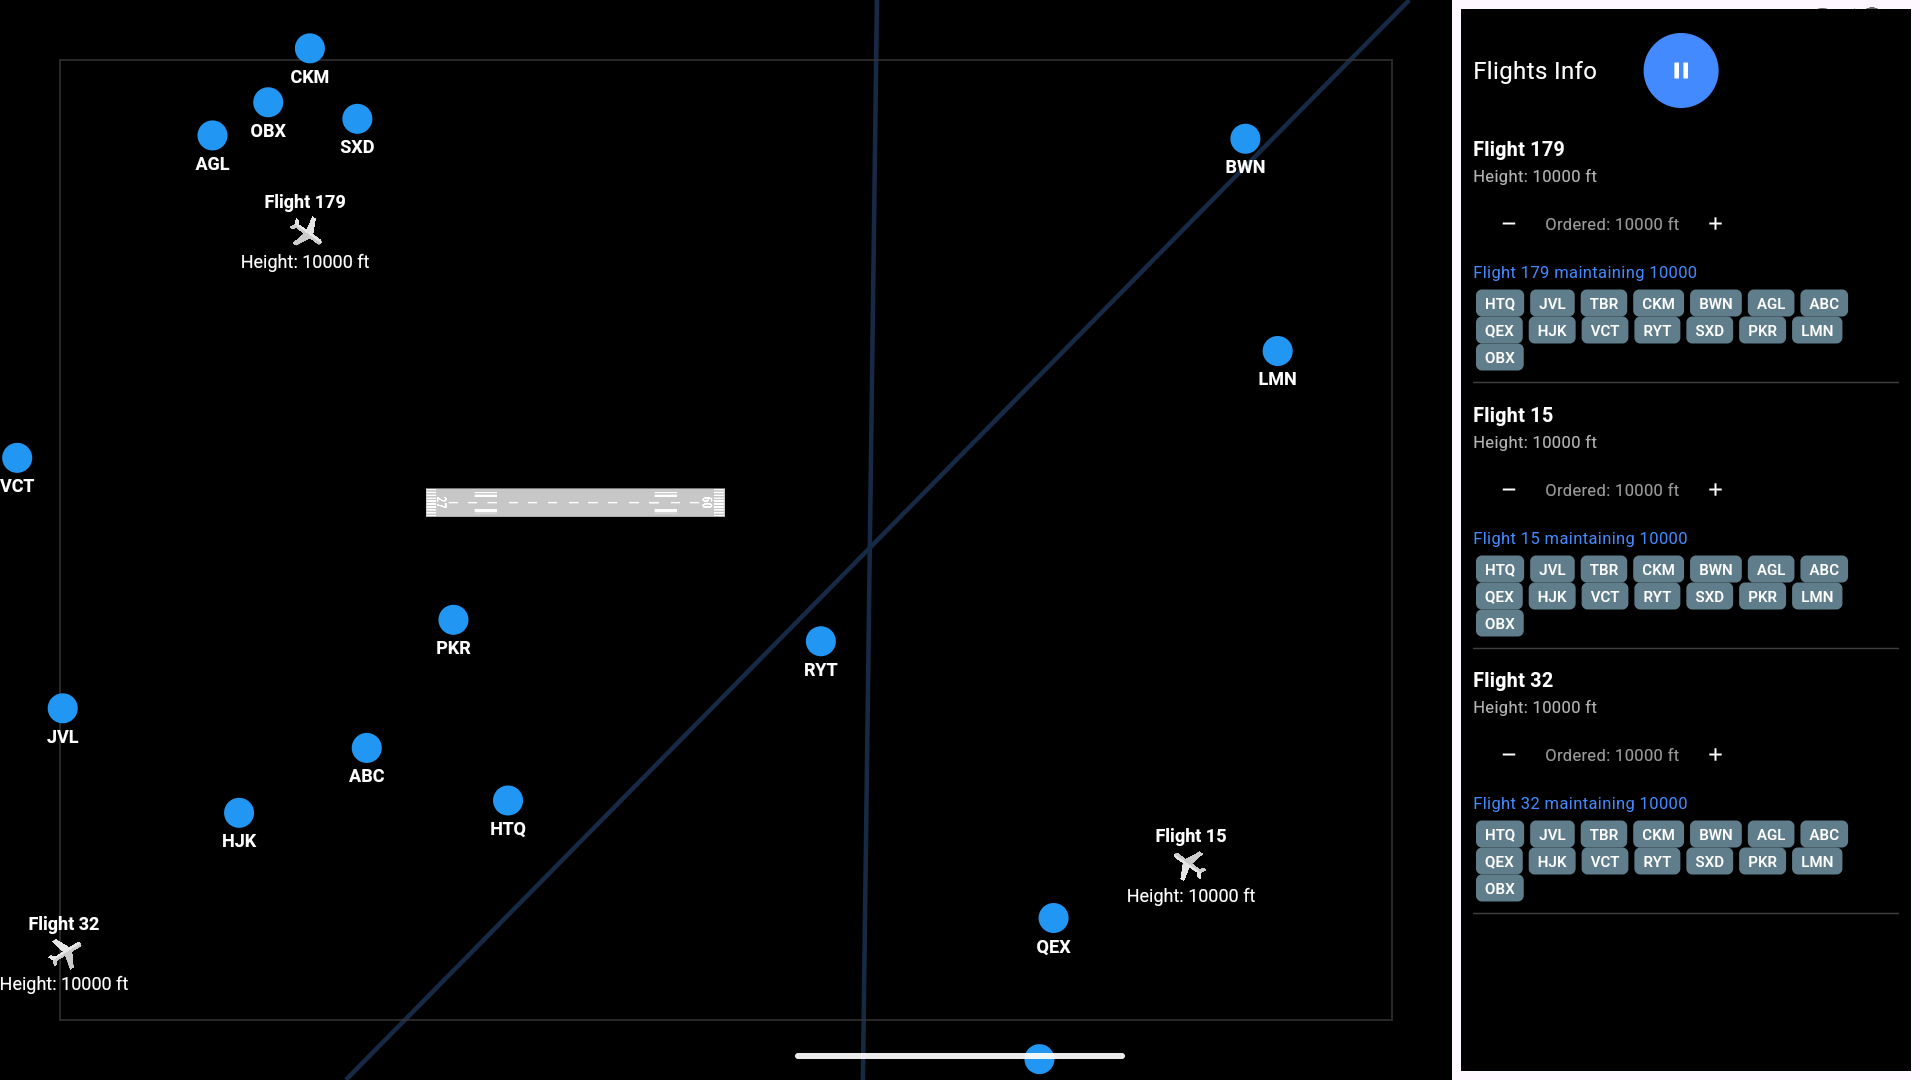 CKM
OBX
SXD
AGL
BWN
Flight 179
Height: 10000 ft
LMN
VCT
27
09
PKR
RYT
JVL
ABC
HTQ
HJK
Flight 15
Height: 10000 ft
QEX
Flight 32
Height: 10000 ft
Flights Info
Flight 179
Height: 10000 ft
− Ordered: 10000 ft +
Flight 179 maintaining 10000
HTQ JVL TBR CKM BWN AGL ABC
QEX HJK VCT RYT SXD PKR LMN
OBX
Flight 15
Height: 10000 ft
− Ordered: 10000 ft +
Flight 15 maintaining 10000
HTQ JVL TBR CKM BWN AGL ABC
QEX HJK VCT RYT SXD PKR LMN
OBX
Flight 32
Height: 10000 ft
− Ordered: 10000 ft +
Flight 32 maintaining 10000
HTQ JVL TBR CKM BWN AGL ABC
QEX HJK VCT RYT SXD PKR LMN
OBX